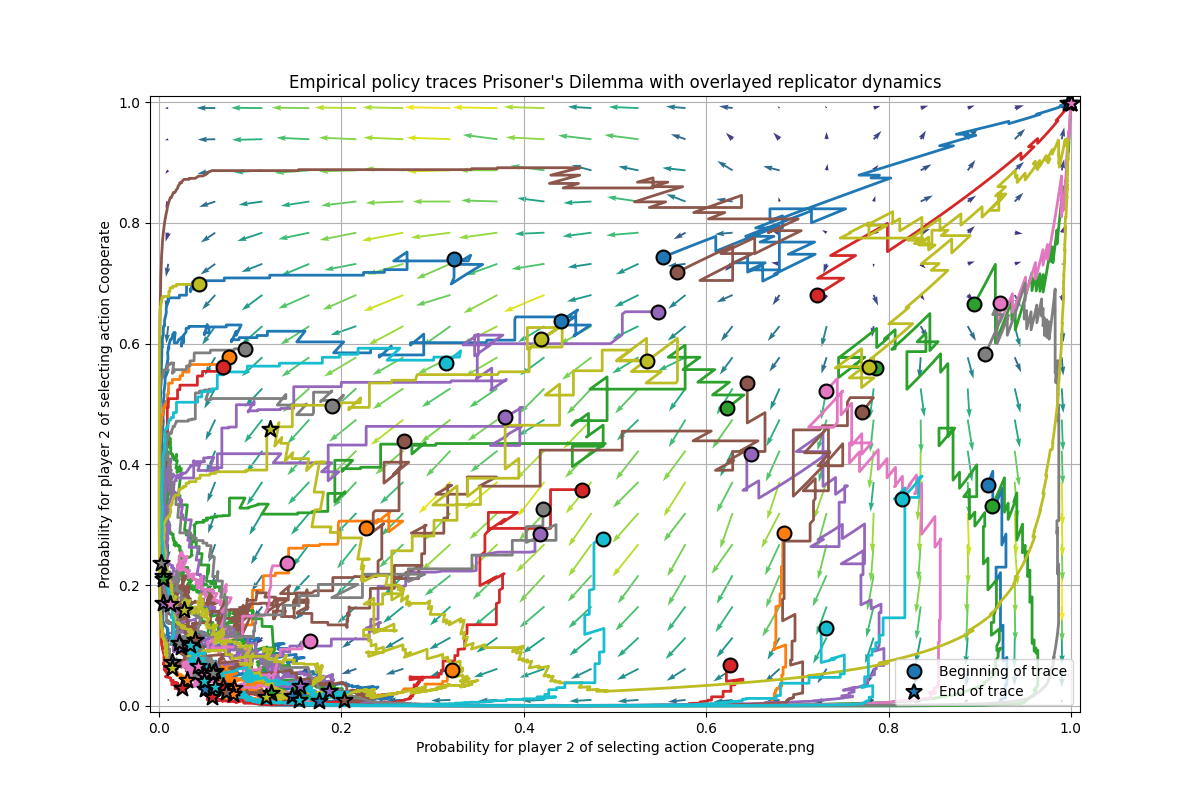 Empirical policy traces Prisoner's Dilemma with overlayed replicator dynamics
Probability for player 2 of selecting action Cooperate
1.0
0.8
0.6
0.4
0.2
0.0
0.0 0.2 0.4 0.6 0.8 1.0
Probability for player 2 of selecting action Cooperate.png
Beginning of trace
End of trace